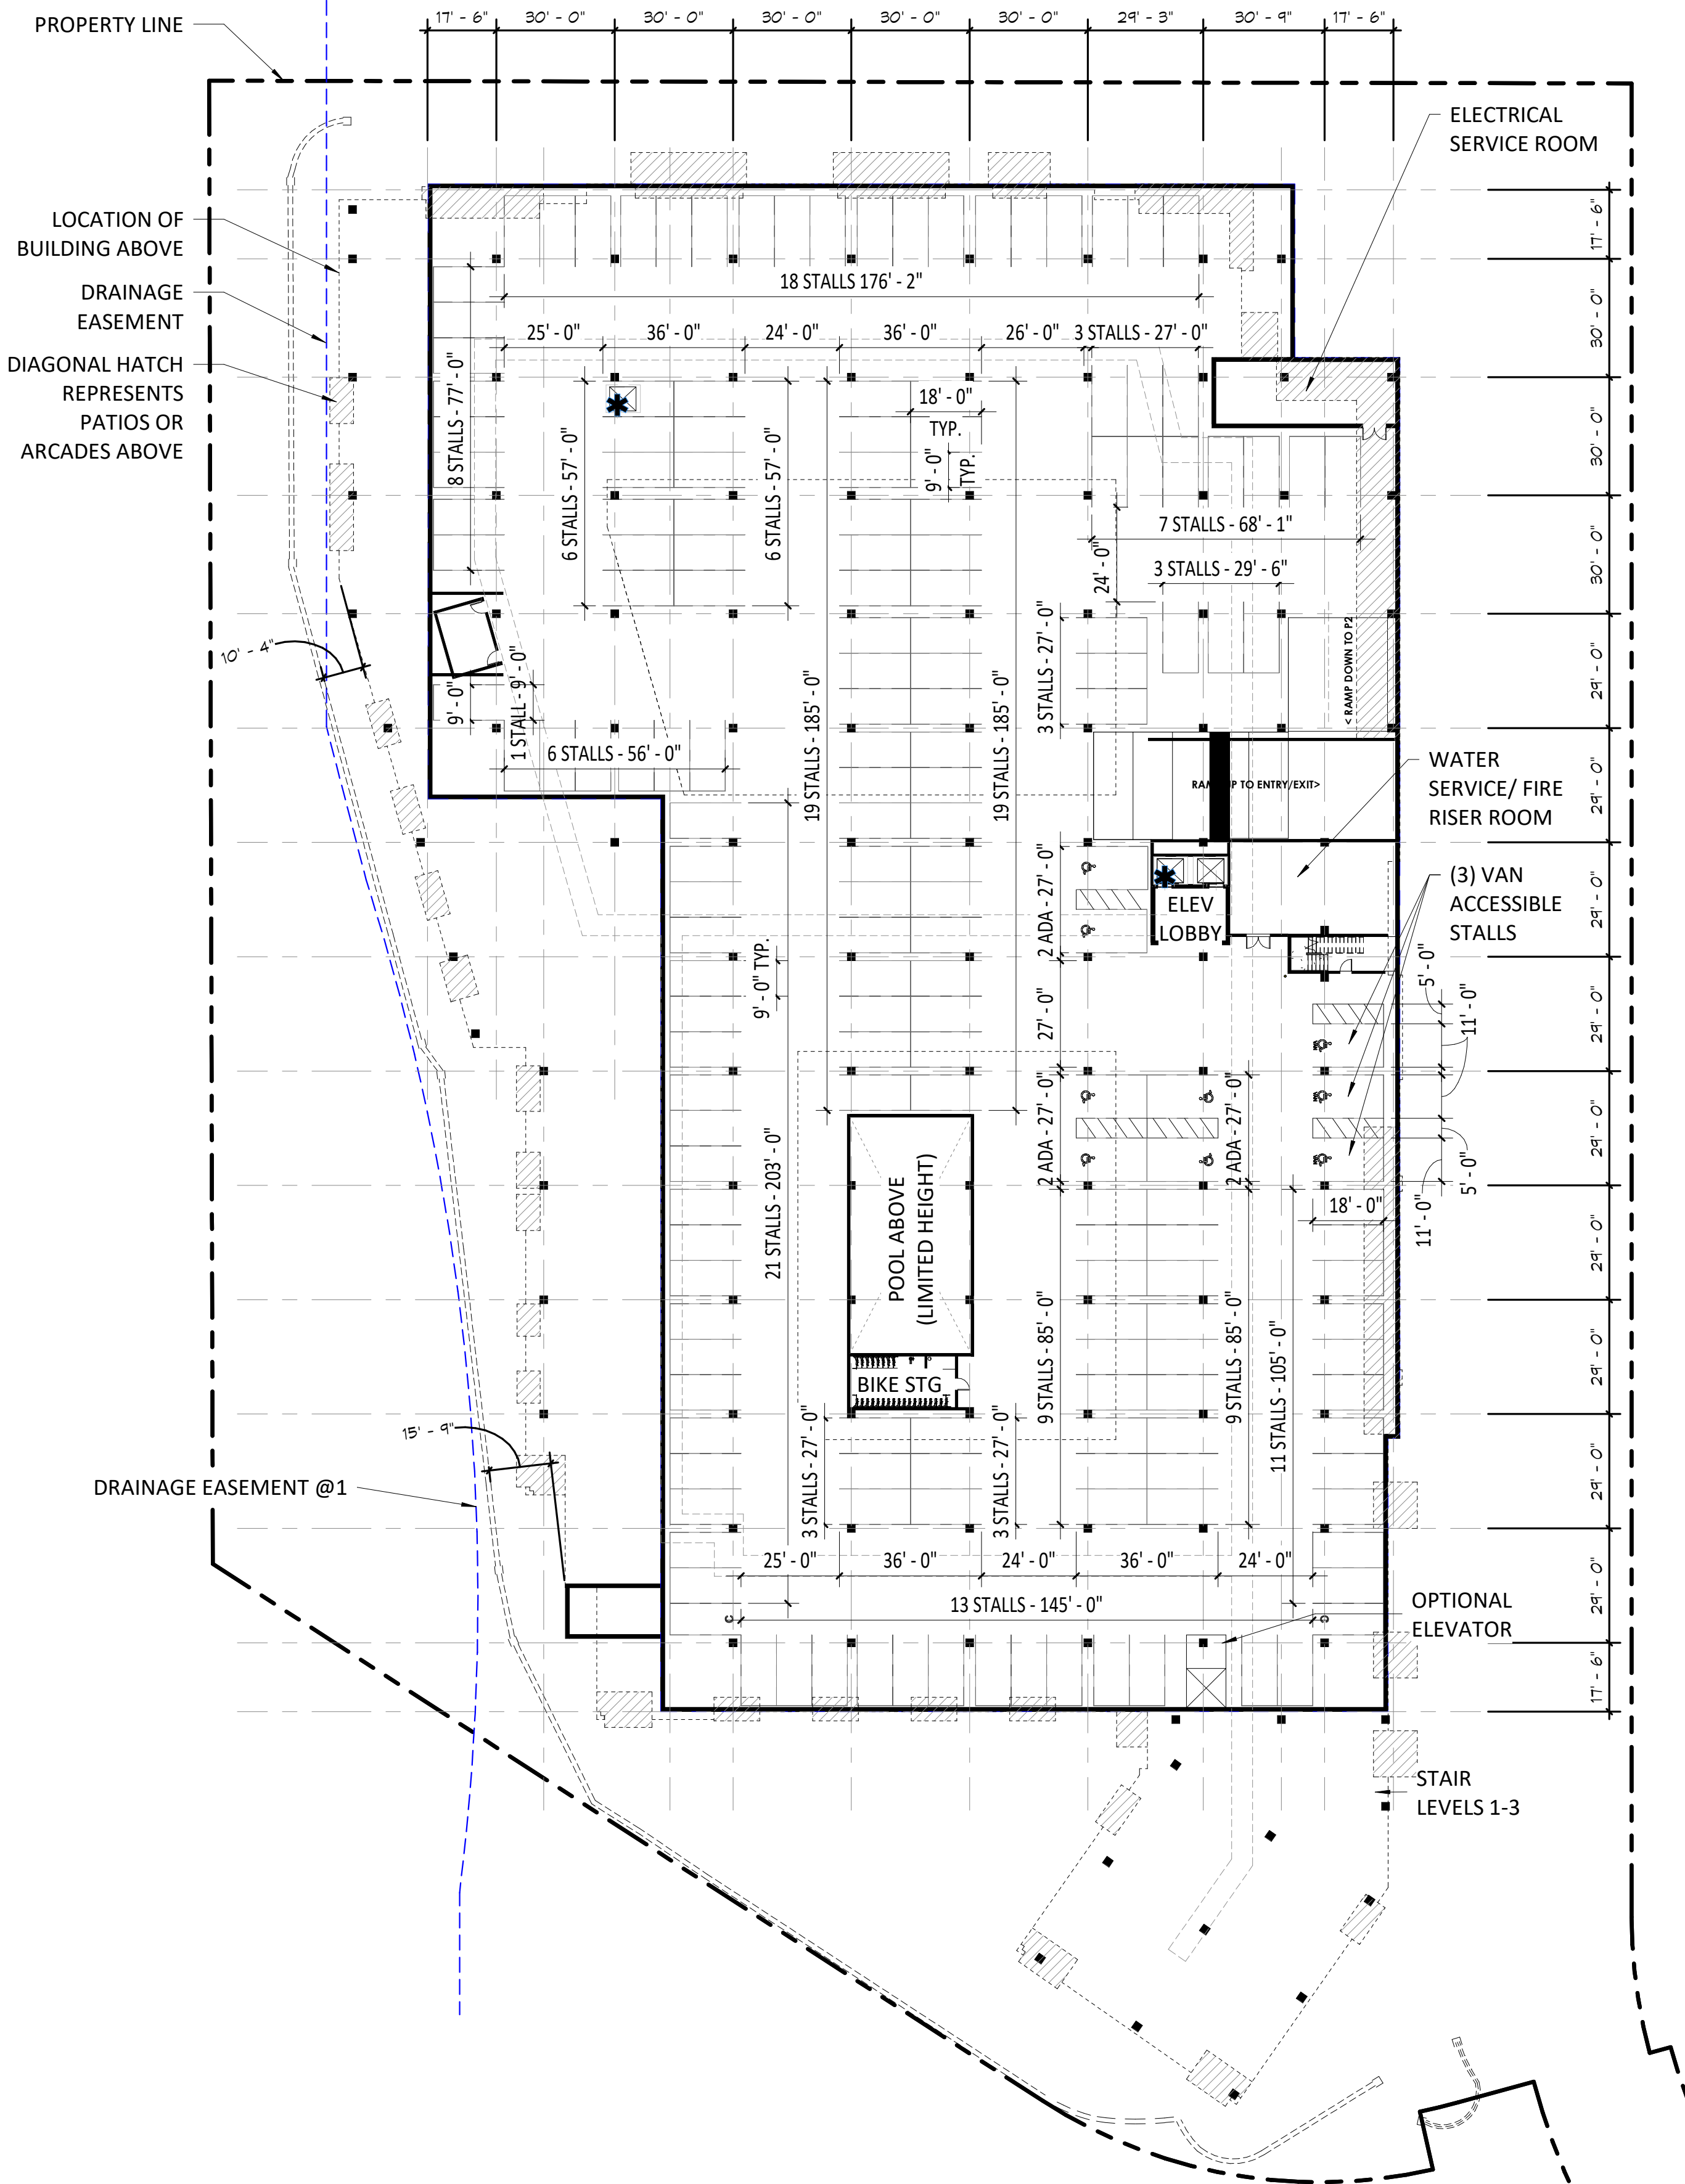 17' - 6" 30' - 0" 30' - 0" 30' - 0" 30' - 0" 30' - 0" 29' - 3" 30' - 9" 17' - 6"
PROPERTY LINE
ELECTRICAL
SERVICE ROOM
LOCATION OF
BUILDING ABOVE
DRAINAGE
EASEMENT
DIAGONAL HATCH
REPRESENTS
PATIOS OR
ARCADES ABOVE
17' - 6"
30' - 0"
30' - 0"
30' - 0"
29' - 0"
29' - 0"
29' - 0"
29' - 0"
29' - 0"
29' - 0"
29' - 0"
29' - 0"
29' - 0"
17' - 6"
18 STALLS 176' - 2"
25' - 0" 36' - 0" 24' - 0" 36' - 0" 26' - 0" 3 STALLS - 27' - 0"
8 STALLS - 77' - 0"
6 STALLS - 57' - 0"
6 STALLS - 57' - 0"
18' - 0"
TYP.
9' - 0"
TYP.
7 STALLS - 68' - 1"
24' - 0"
3 STALLS - 29' - 6"
3 STALLS - 27' - 0"
< RAMP DOWN TO P2
10' - 4"
9' - 0"
1 STALL - 9' - 0"
6 STALLS - 56' - 0"
19 STALLS - 185' - 0"
19 STALLS - 185' - 0"
UP TO ENTRY/EXIT>
WATER
SERVICE/ FIRE
RISER ROOM
2 ADA - 27' - 0"
ELEV
LOBBY
(3) VAN
ACCESSIBLE
STALLS
9' - 0" TYP.
27' - 0"
5' - 0"
11' - 0"
2 ADA - 27' - 0"
2 ADA - 27' - 0"
5' - 0"
11' - 0"
18' - 0"
21 STALLS - 203' - 0"
POOL ABOVE
(LIMITED HEIGHT)
BIKE STG
9 STALLS - 85' - 0"
9 STALLS - 85' - 0"
11 STALLS - 105' - 0"
3 STALLS - 27' - 0"
3 STALLS - 27' - 0"
15' - 9"
DRAINAGE EASEMENT @1
25' - 0" 36' - 0" 24' - 0" 36' - 0" 24' - 0"
C 13 STALLS - 145' - 0" C
OPTIONAL
ELEVATOR
STAIR
LEVELS 1-3